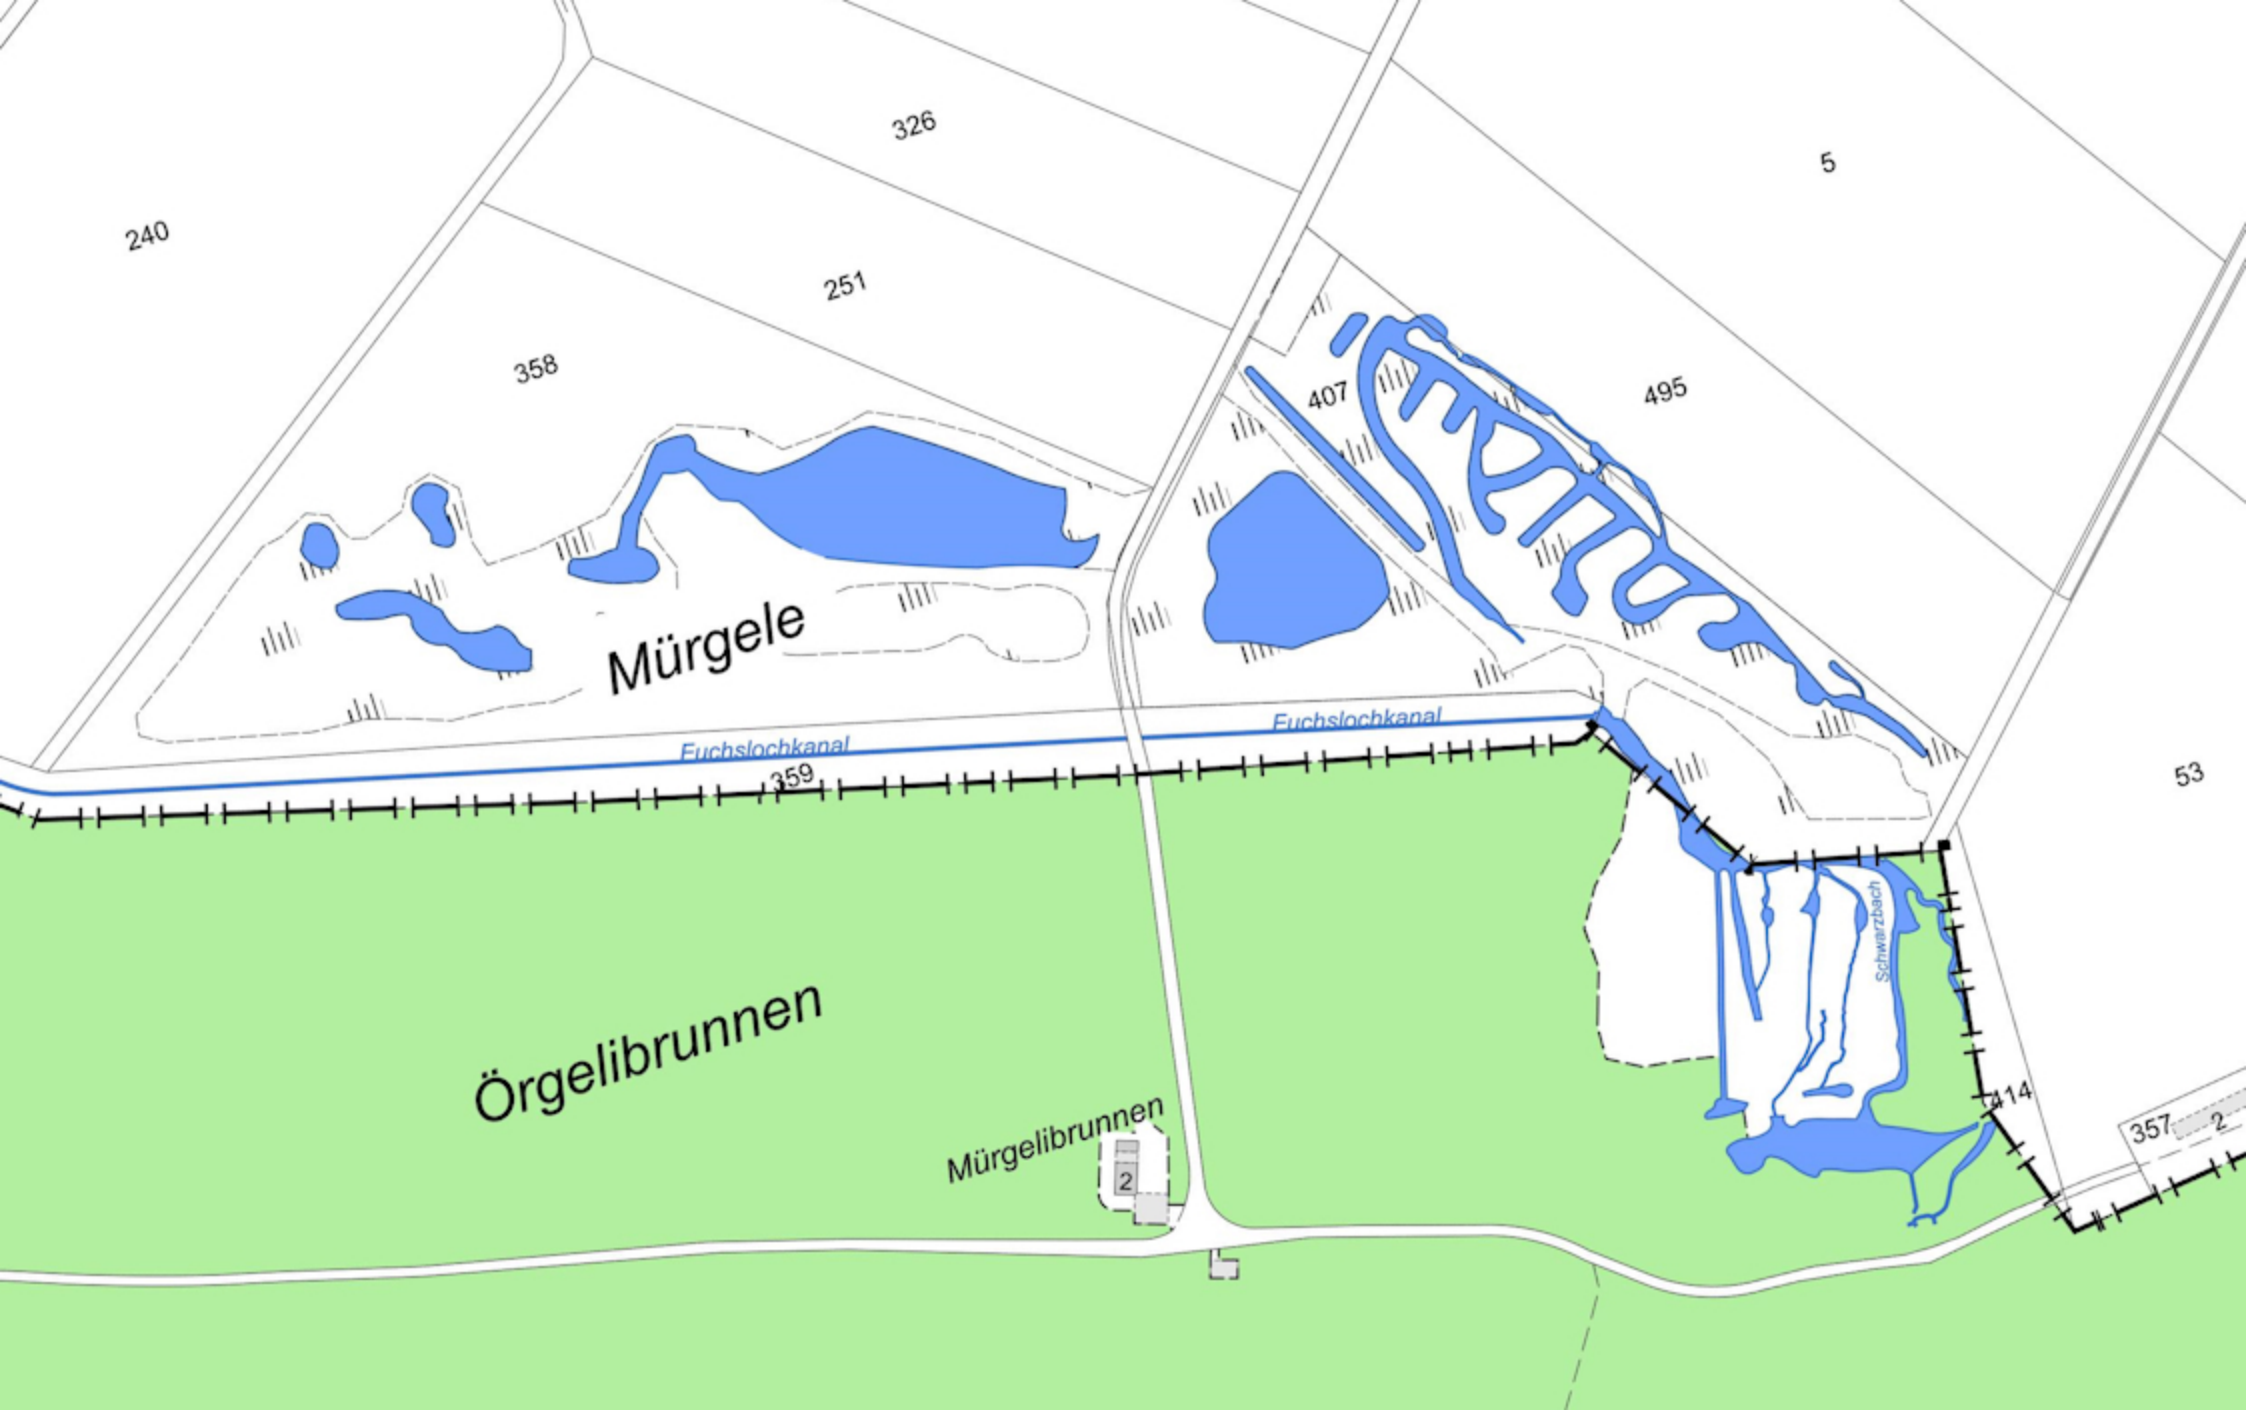 326
5
240
251
358
407
495
Mürgele
Fuchslochkanal
Fuchslochkanal
359
53
Schwarzbach
Örgelibrunnen
414
Mürgelibrunnen
357
2
2